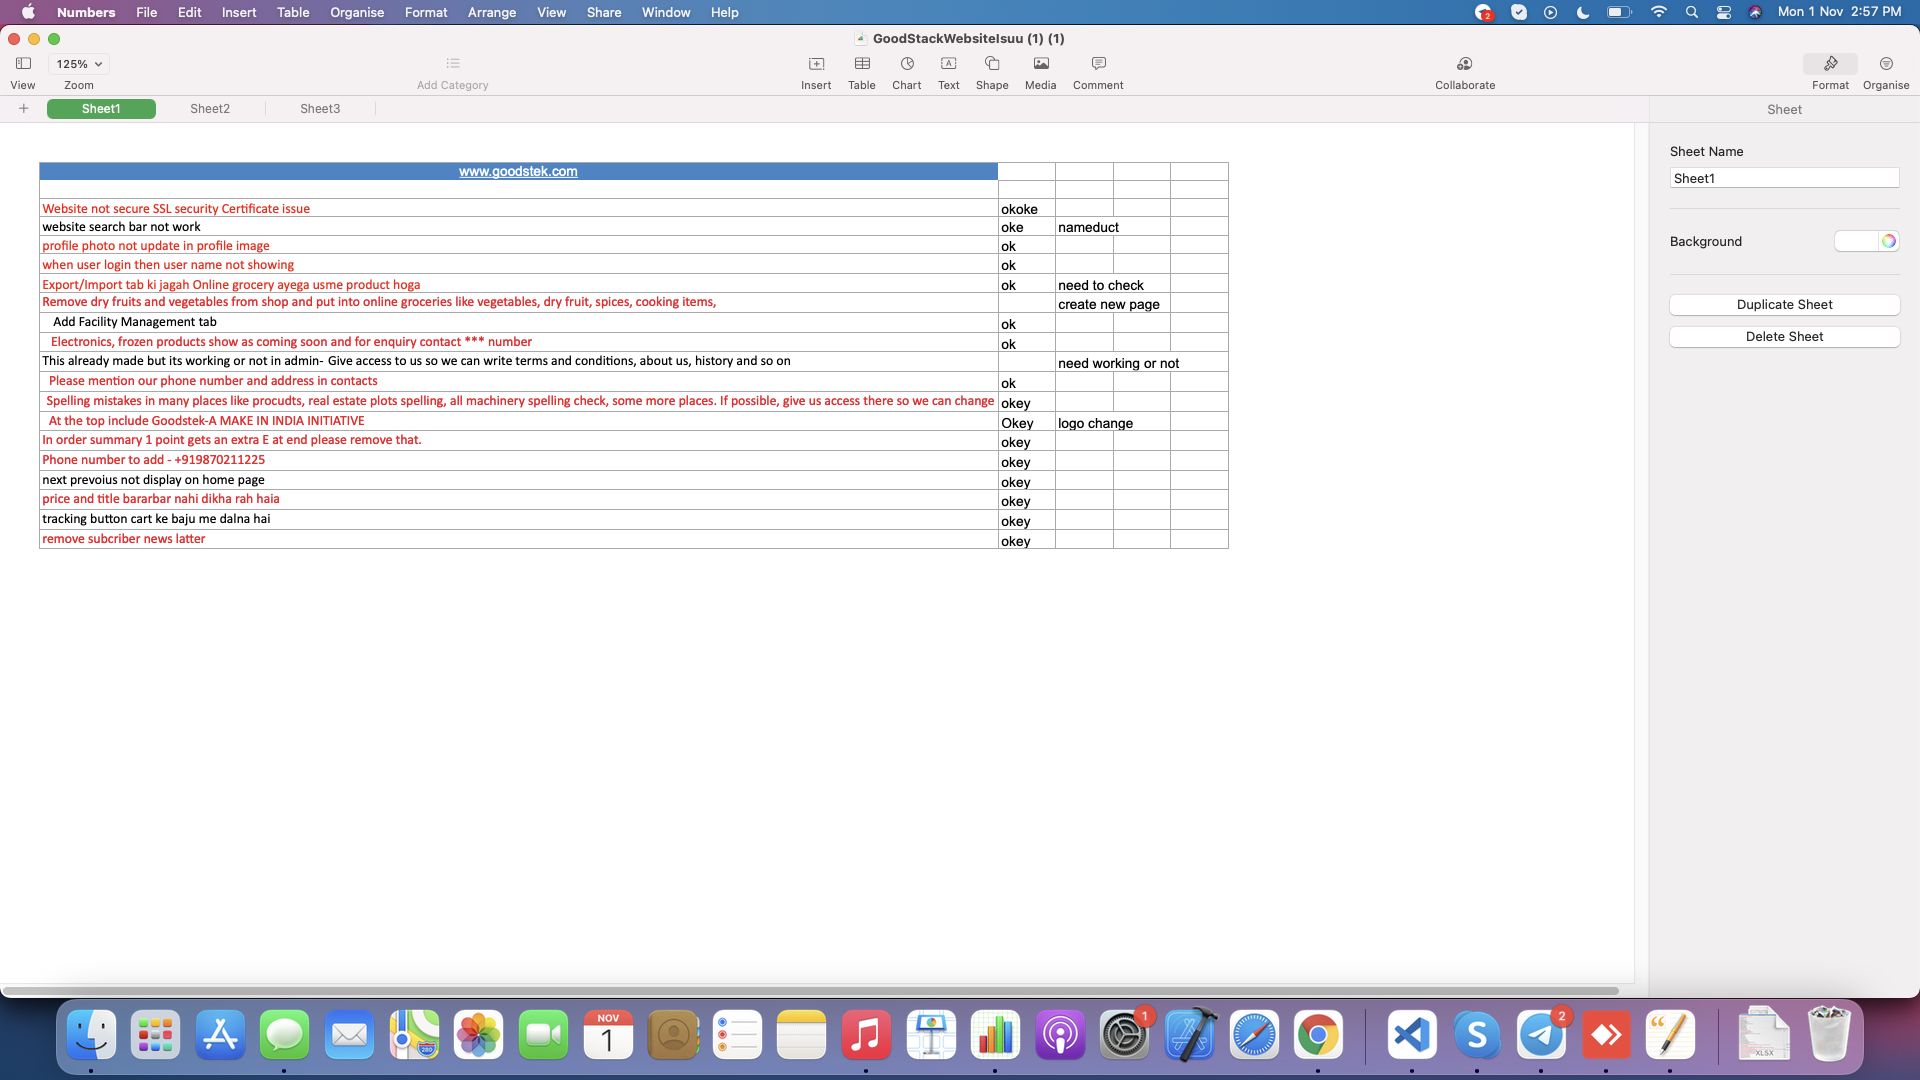 Numbers File Edit Insert Table Organise Format Arrange View Share Window Help 2 Mon 1 Nov 2:57 PM
GoodStackWebsiteIsuu (1) (1)
125%
View Zoom Add Category Insert Table Chart Text Shape Media Comment Collaborate Format Organise
+ Sheet1 Sheet2 Sheet3 Sheet
Sheet Name
Sheet1
Background
Duplicate Sheet
Delete Sheet
www.goodstek.com
Website not secure SSL security Certificate issue okoke
website search bar not work oke nameduct
profile photo not update in profile image ok
when user login then user name not showing ok
Export/Import tab ki jagah Online grocery ayega usme product hoga ok need to check
Remove dry fruits and vegetables from shop and put into online groceries like vegetables, dry fruit, spices, cooking items, create new page
Add Facility Management tab ok
Electronics, frozen products show as coming soon and for enquiry contact *** number ok
This already made but its working or not in admin- Give access to us so we can write terms and conditions, about us, history and so on need working or not
Please mention our phone number and address in contacts ok
Spelling mistakes in many places like procudts, real estate plots spelling, all machinery spelling check, some more places. If possible, give us access there so we can change okey
At the top include Goodstek-A MAKE IN INDIA INITIATIVE Okey logo change
In order summary 1 point gets an extra E at end please remove that. okey
Phone number to add - +919870211225 okey
next prevoius not display on home page okey
price and title bararbar nahi dikha rah haia okey
tracking button cart ke baju me dalna hai okey
remove subcriber news latter okey
NOV
1
280
1
2
XLSX